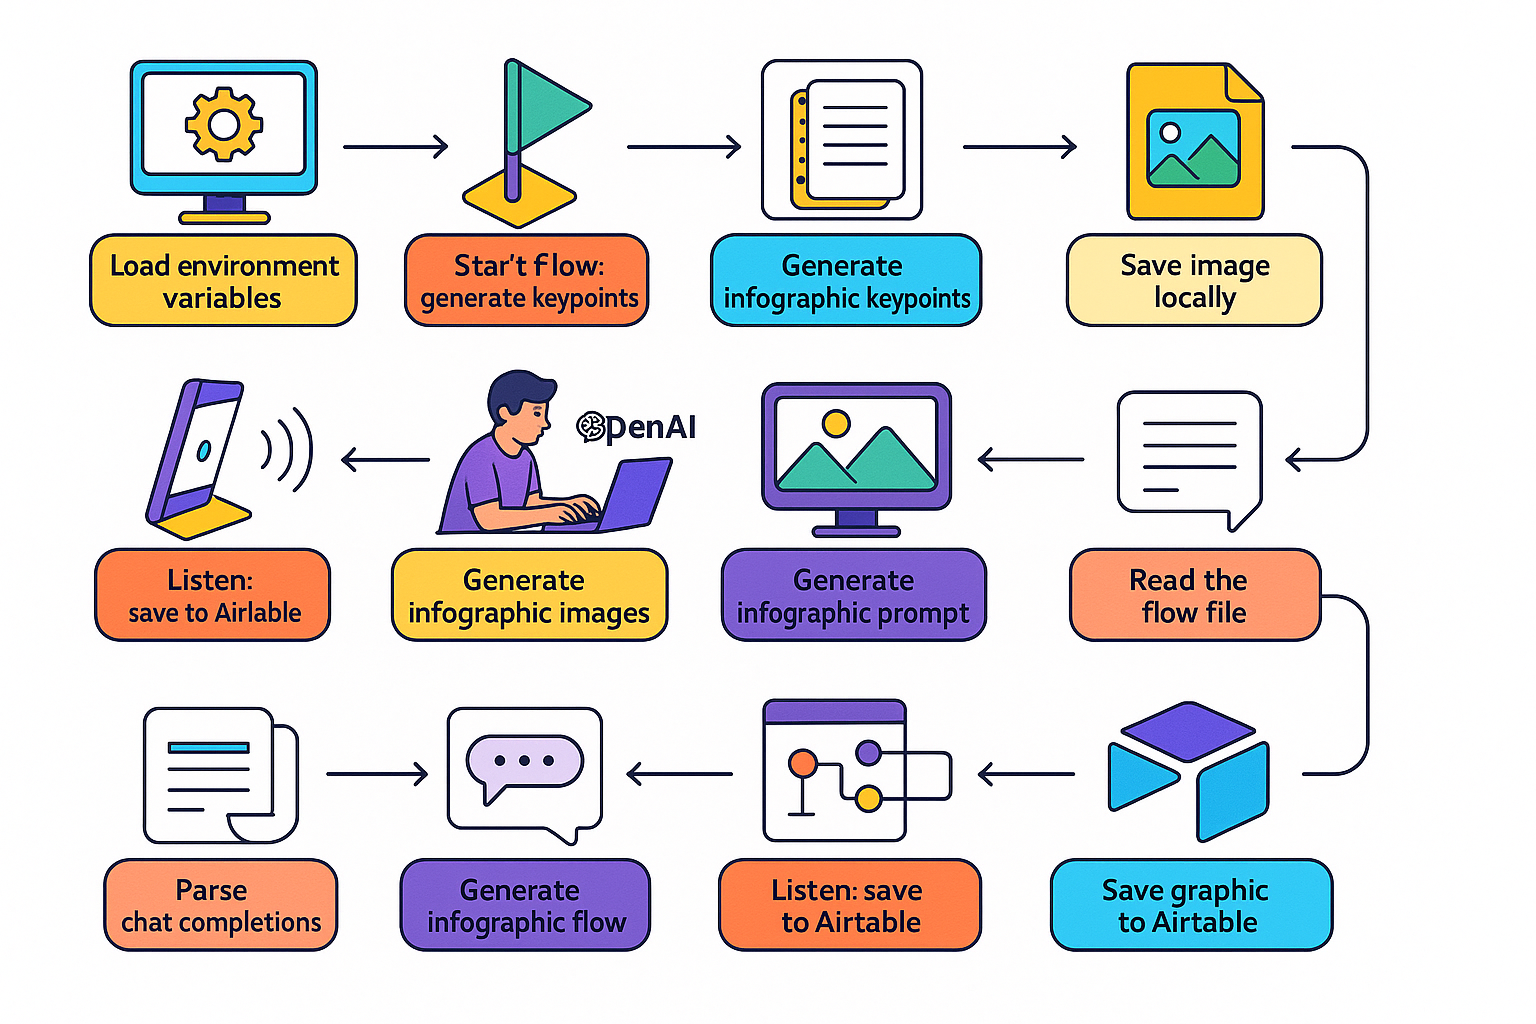 Load environment
variables
Star't flow:
generate keypoints
Generate
infographic keypoints
Save image
locally
OpenAI
Listen:
save to Airlable
Generate
infographic images
Generate
infographic prompt
Read the
flow file
Parse
chat completions
Generate
infographic flow
Listen: save
to Airtable
Save graphic
to Airtable